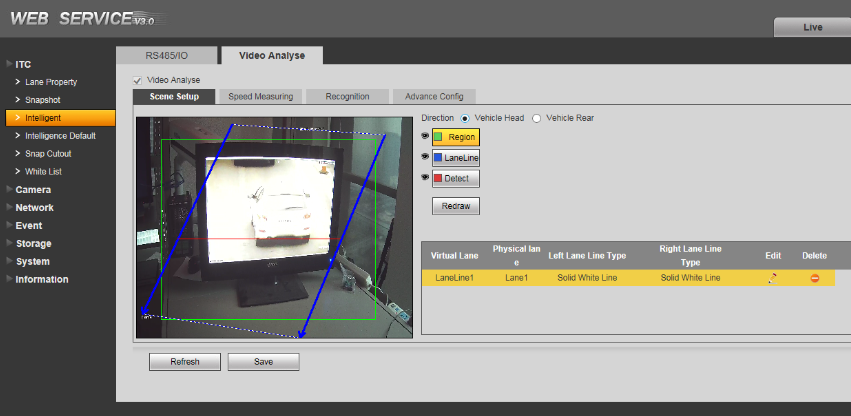 WEB SERVICE V3.0
Live
RS485/IO
Video Analyse
ITC
Lane Property
Snapshot
Intelligent
Intelligence Default
Snap Cutout
White List
Camera
Network
Event
Storage
System
Information
Video Analyse
Scene Setup
Speed Measuring
Recognition
Advance Config
Direction
Vehicle Head
Vehicle Rear
Region
LaneLine
Detect
Redraw
Virtual Lane
Physical lan
e
Left Lane Line Type
Right Lane Line
Type
Edit
Delete
LaneLine1
Lane1
Solid White Line
Solid White Line
Refresh
Save